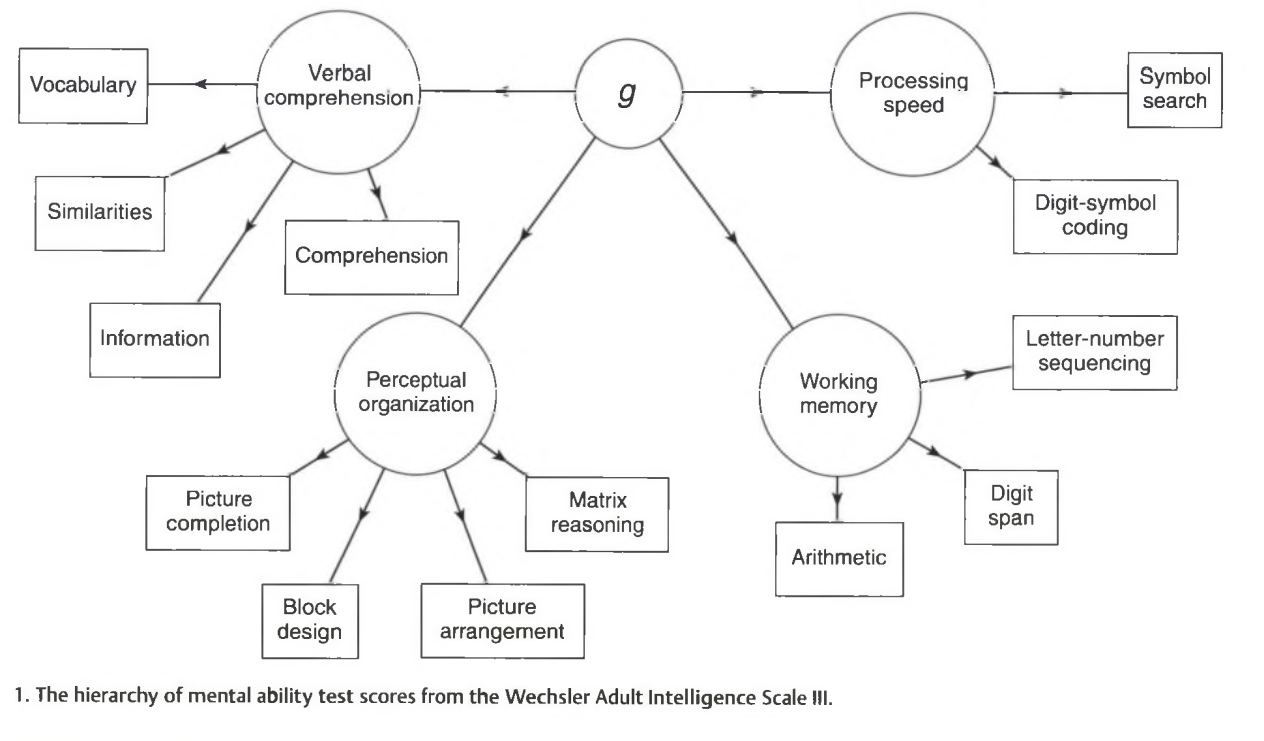 Vocabulary
Verbal
comprehension
g
Processing
speed
Symbol
search
Similarities
Comprehension
Digit-symbol
coding
Information
Perceptual
organization
Working
memory
Letter-number
sequencing
Picture
completion
Matrix
reasoning
Digit
span
Arithmetic
Block
design
Picture
arrangement
1. The hierarchy of mental ability test scores from the Wechsler Adult Intelligence Scale III.